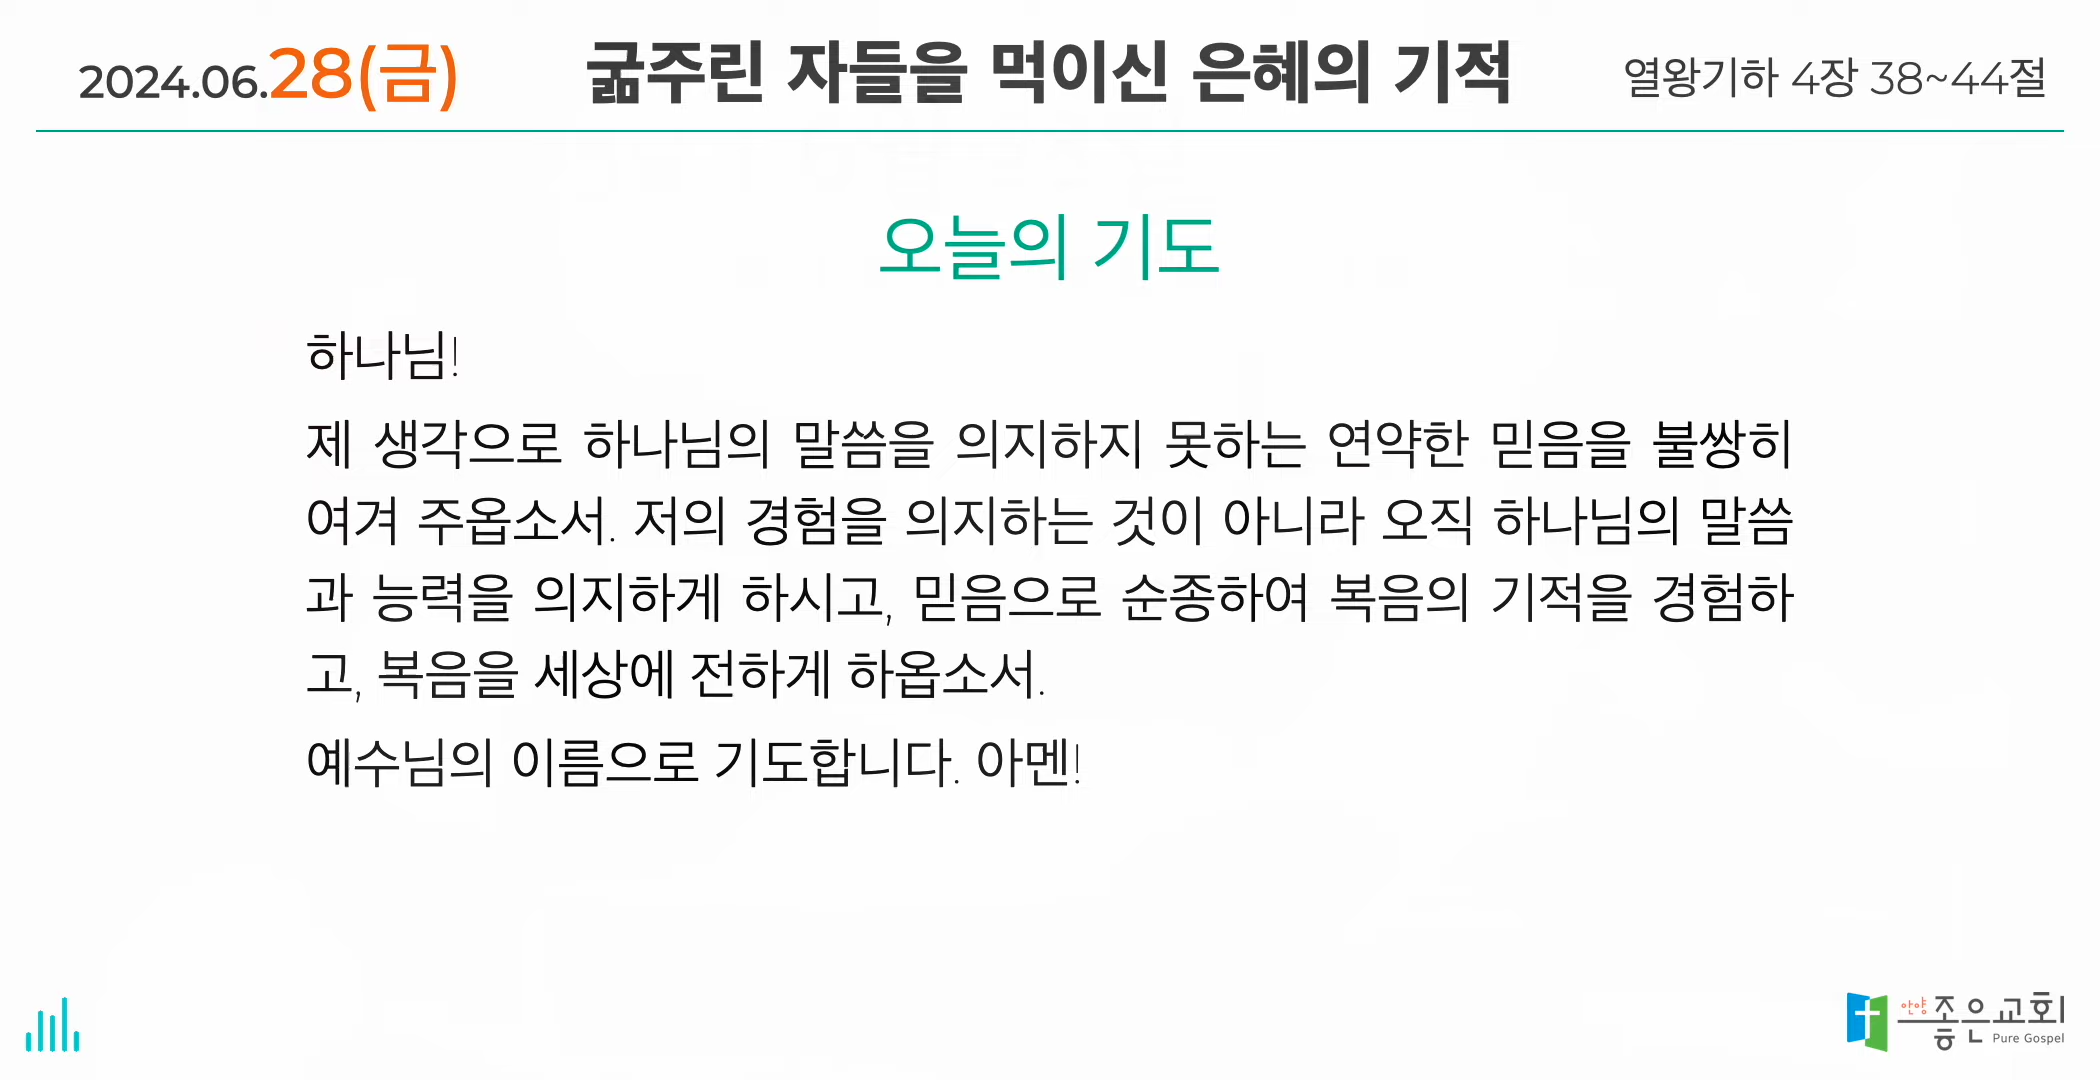 2024.06.28(금) 굶주린 자들을 먹이신 은혜의 기적 열왕기하 4장 38~44절
오늘의 기도
하나님!
제 생각으로 하나님의 말씀을 의지하지 못하는 연약한 믿음을 불쌍히
여겨 주옵소서. 저의 경험을 의지하는 것이 아니라 오직 하나님의 말씀
과 능력을 의지하게 하시고, 믿음으로 순종하여 복음의 기적을 경험하
고, 복음을 세상에 전하게 하옵소서.
예수님의 이름으로 기도합니다. 아멘!
안양 좋은교회
Pure Gospel